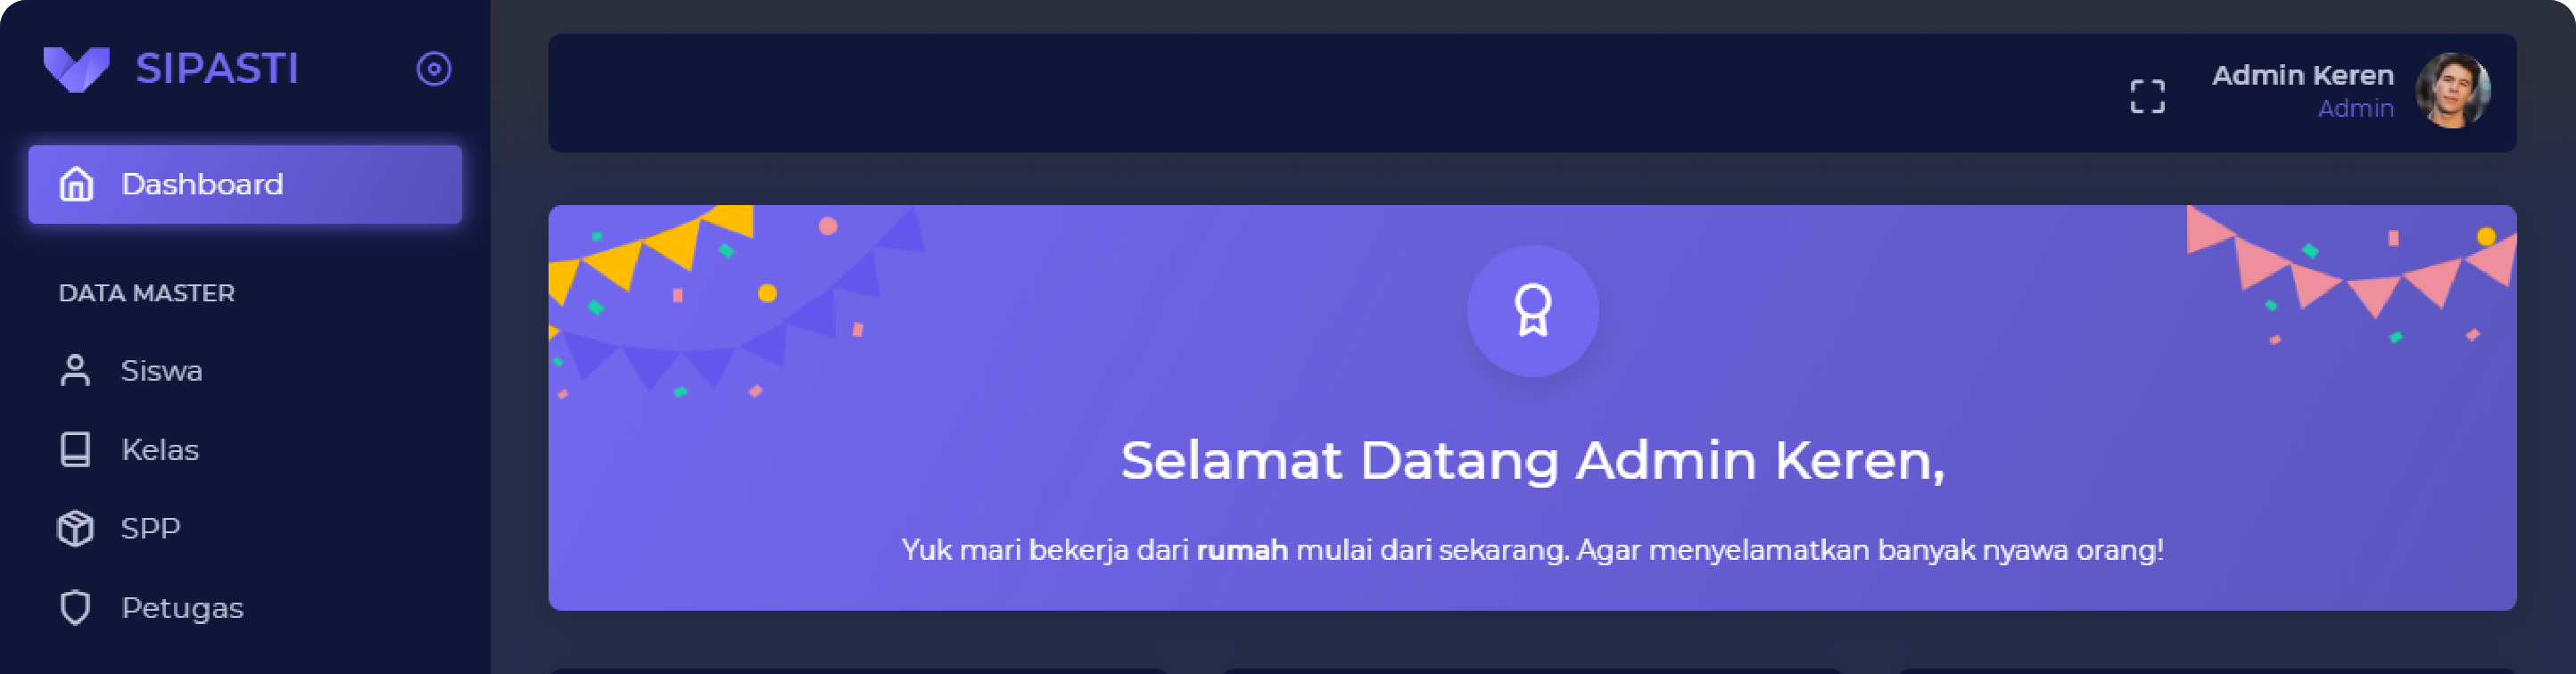 SIPASTI
Dashboard
DATA MASTER
Siswa
Kelas
SPP
Petugas
Admin Keren
Admin
Selamat Datang Admin Keren,
Yuk mari bekerja dari rumah mulai dari sekarang. Agar menyelamatkan banyak nyawa orang!